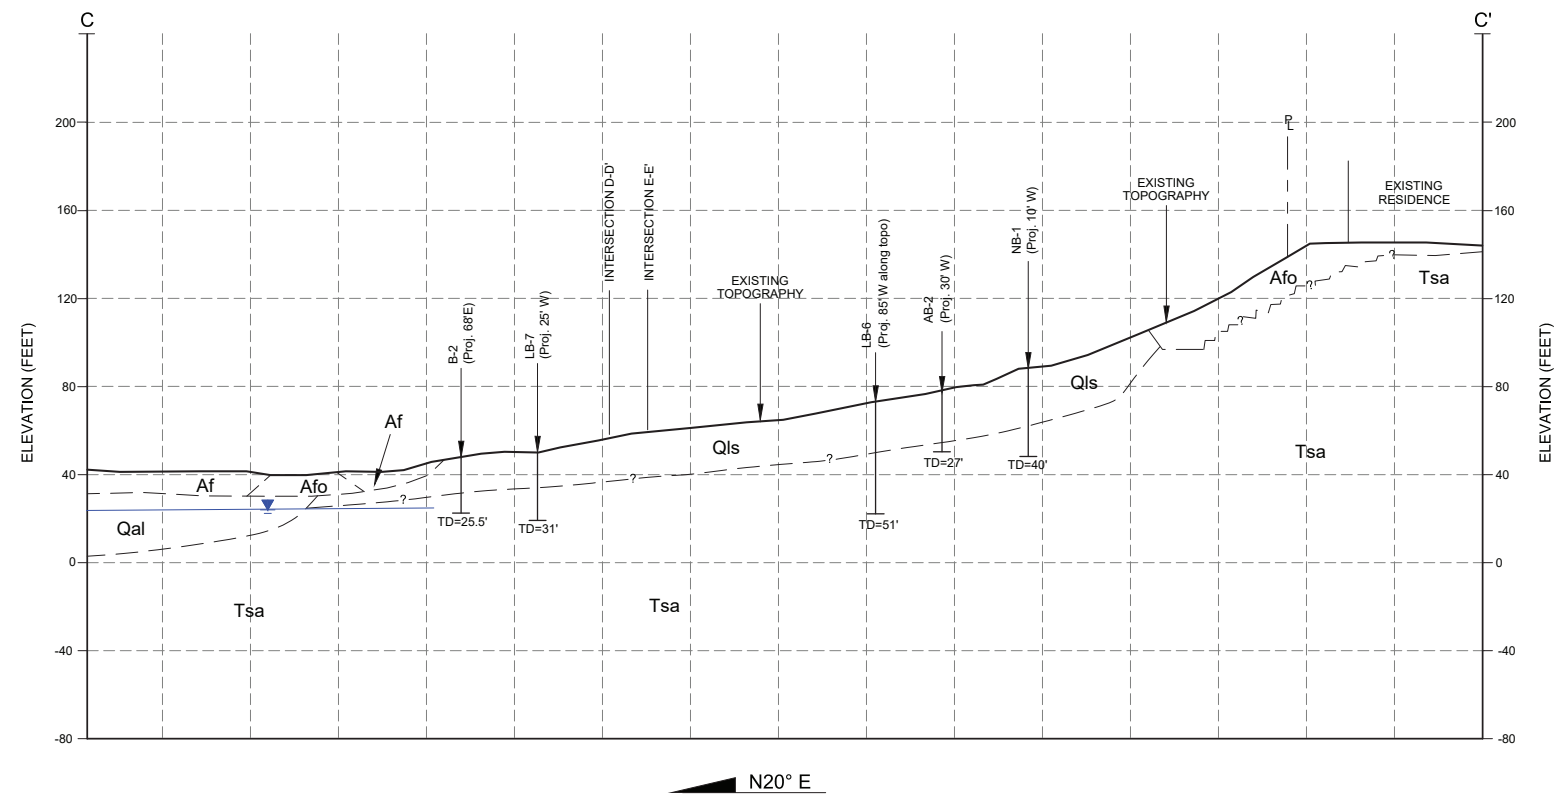 C
C'
ELEVATION (FEET)
200
160
120
80
40
0
-40
-80
200
160
120
80
40
0
-40
-80
ELEVATION (FEET)
B-2
(Proj. 68'E)
LB-7
(Proj. 25' W)
INTERSECTION D-D'
INTERSECTION E-E'
EXISTING
TOPOGRAPHY
LB-6
(Proj. 85' W along topo)
AB-2
(Proj. 30' W)
NB-1
(Proj. 10' W)
EXISTING
TOPOGRAPHY
PL
EXISTING
RESIDENCE
Af
Af
Afo
Qal
Qls
Qls
Afo
Tsa
Tsa
Tsa
Tsa
?
?
?
?
?
?
TD=25.5'
TD=31'
TD=51'
TD=27'
TD=40'
N20° E